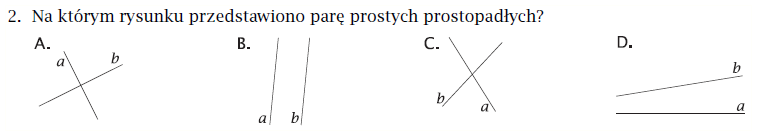 2. Na którym rysunku przedstawiono parę prostych prostopadłych?
A. B. C. D.
a b
a b
b a
b
a